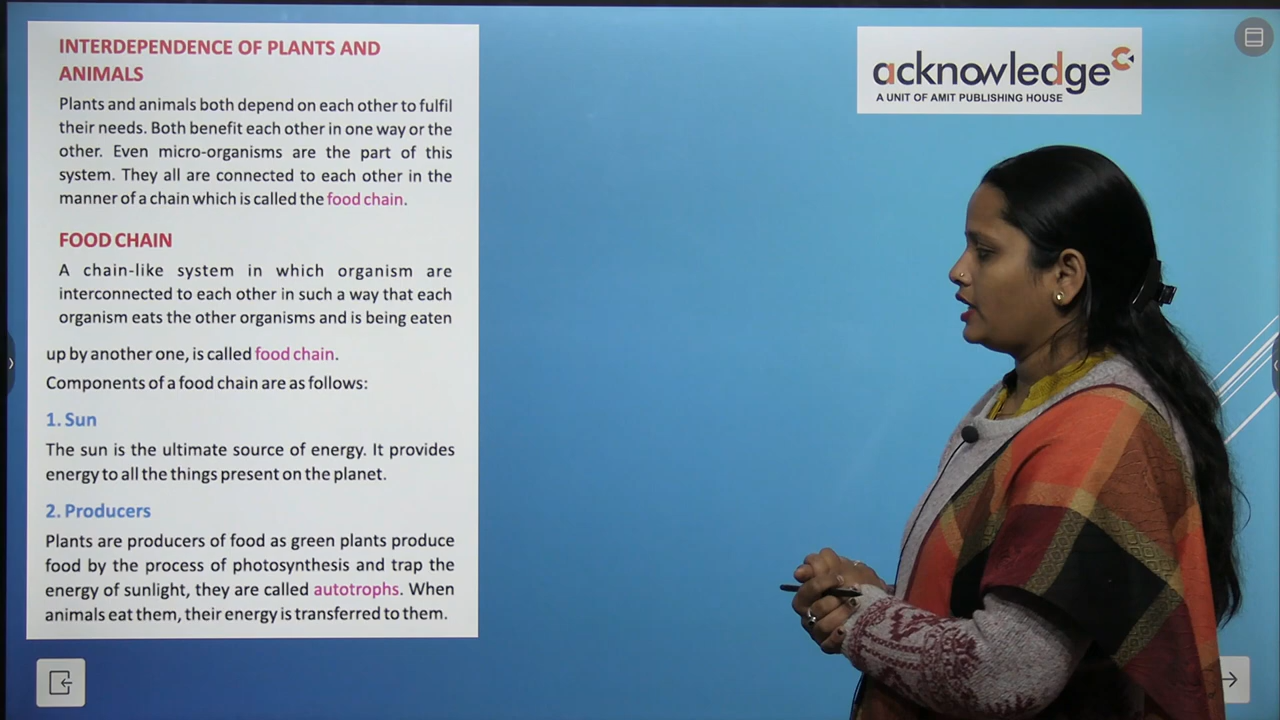 INTERDEPENDENCE OF PLANTS AND
ANIMALS
Plants and animals both depend on each other to fulfil
their needs. Both benefit each other in one way or the
other. Even micro-organisms are the part of this
system. They all are connected to each other in the
manner of a chain which is called the food chain.
FOOD CHAIN
A chain-like system in which organism are
interconnected to each other in such a way that each
organism eats the other organisms and is being eaten
up by another one, is called food chain.
Components of a food chain are as follows:
1. Sun
The sun is the ultimate source of energy. It provides
energy to all the things present on the planet.
2. Producers
Plants are producers of food as green plants produce
food by the process of photosynthesis and trap the
energy of sunlight, they are called autotrophs. When
animals eat them, their energy is transferred to them.
acknowledge
A UNIT OF AMIT PUBLISHING HOUSE